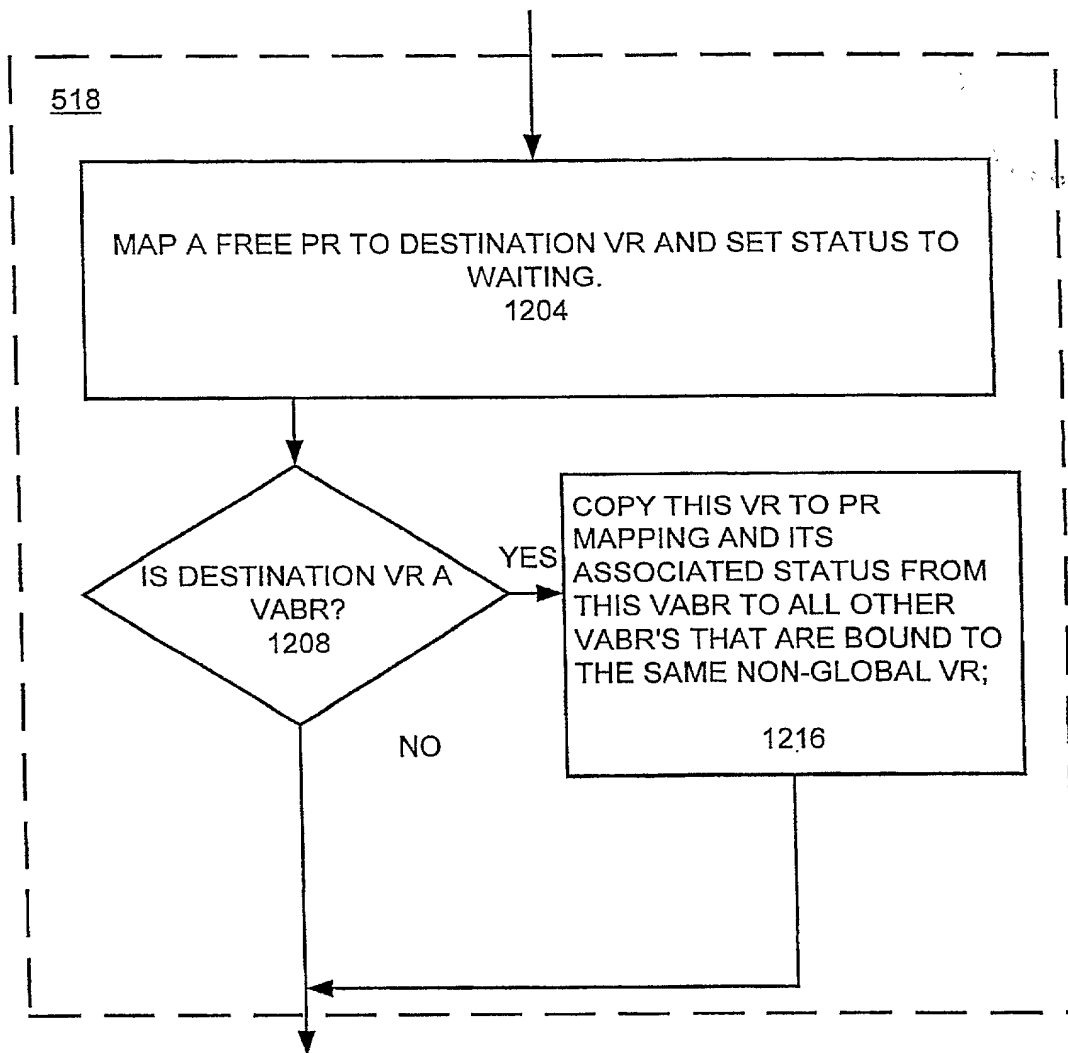 518
MAP A FREE PR TO DESTINATION VR AND SET STATUS TO
WAITING.
1204
IS DESTINATION VR A
VABR?
1208
YES
COPY THIS VR TO PR
MAPPING AND ITS
ASSOCIATED STATUS FROM
THIS VABR TO ALL OTHER
VABR'S THAT ARE BOUND TO
THE SAME NON-GLOBAL VR;
1216
NO